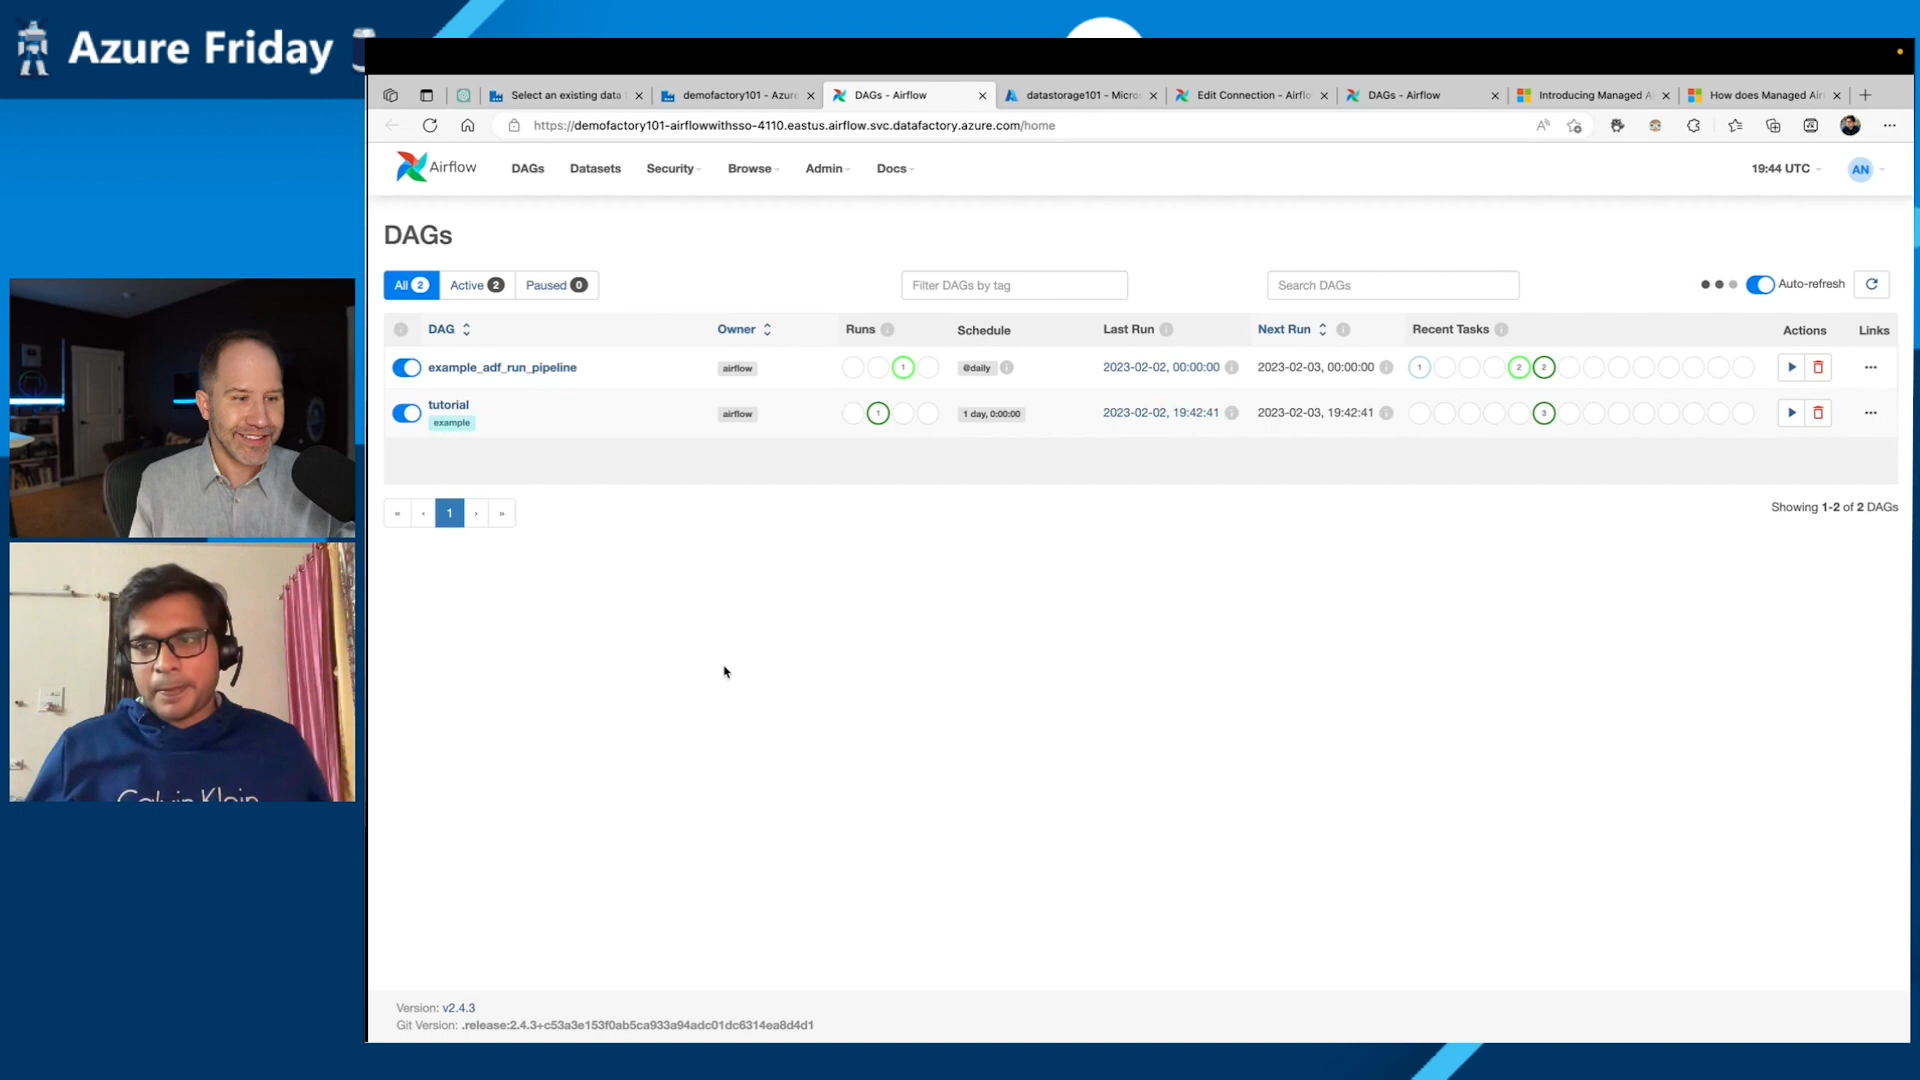 Azure Friday
Select an existing data
demofactory101 - Azure
DAGs - Airflow
datastorage101 - Micro
Edit Connection - Airflo
DAGs - Airflow
Introducing Managed A
How does Managed Air
https://demofactory101-airflowwithsso-4110.eastus.airflow.svc.datafactory.azure.com/home
Airflow
DAGs
Datasets
Security
Browse
Admin
Docs
19:44 UTC
AN
DAGs
All 2
Active 2
Paused 0
Filter DAGs by tag
Search DAGs
Auto-refresh
DAG Owner Runs Schedule Last Run Next Run Recent Tasks Actions Links
example_adf_run_pipeline airflow 1 @daily 2023-02-02, 00:00:00 2023-02-03, 00:00:00 1 2 2
tutorial airflow 1 1 day, 0:00:00 2023-02-02, 19:42:41 2023-02-03, 19:42:41 3
example
« ‹ 1 › »
Showing 1-2 of 2 DAGs
Calvin Klein
Version: v2.4.3
Git Version: .release:2.4.3+c53a3e153f0ab5ca933a94adc01dc6314ea8d4d1